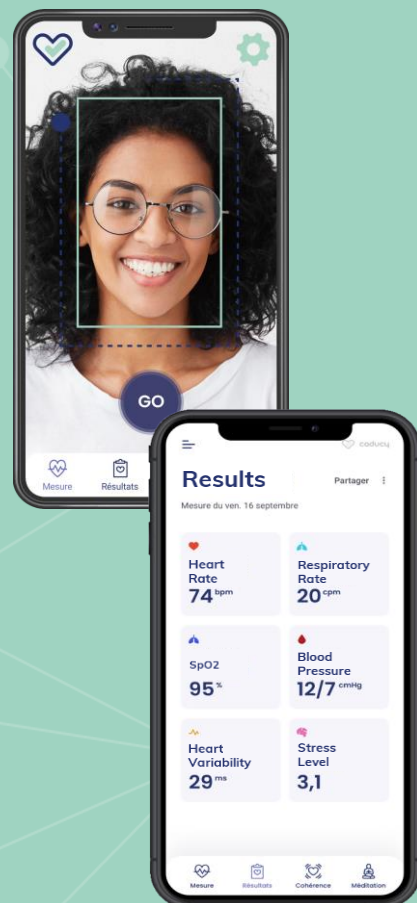 GO
Mesure
Résultats
caducy
Results
Partager
Mesure du ven. 16 septembre
Heart
Rate
74 bpm
Respiratory
Rate
20 cpm
SpO2
95 %
Blood
Pressure
12/7 cmHg
Heart
Variability
29 ms
Stress
Level
3,1
Mesure
Résultats
Cohérence
Méditation